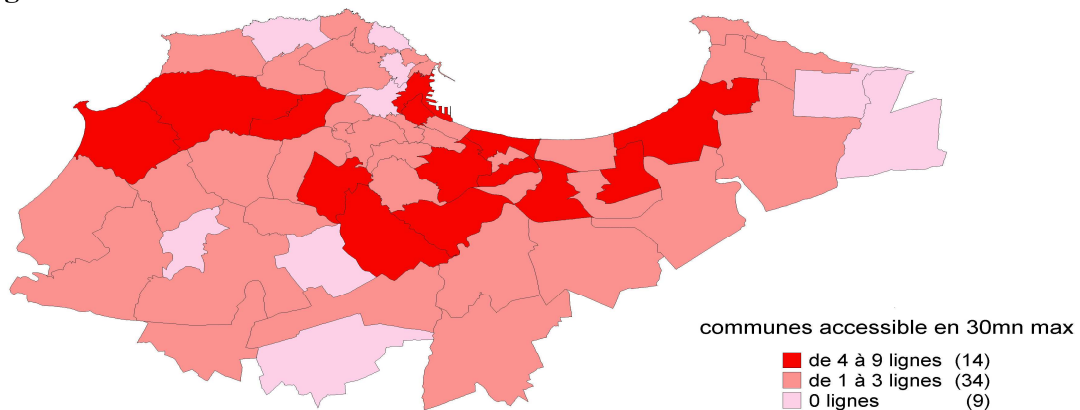 communes accessible en 30mn max
de 4 à 9 lignes (14)
de 1 à 3 lignes (34)
0 lignes (9)